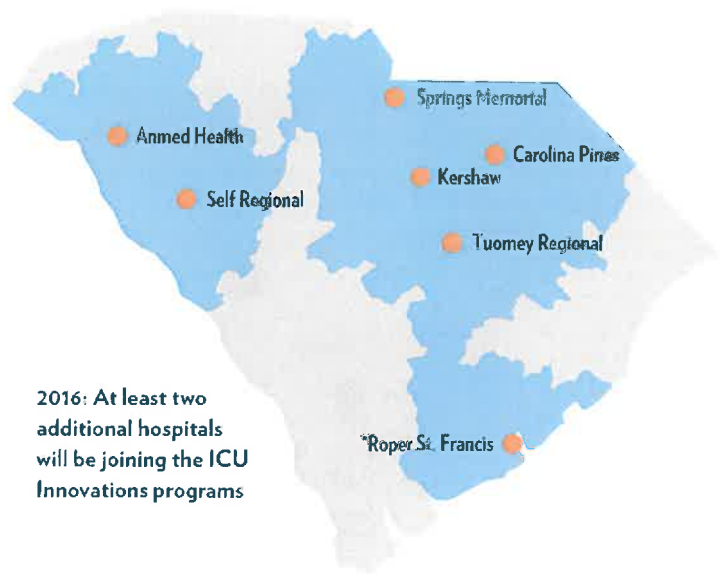 Springs Memorial
Anmed Health
Carolina Pines
Kershaw
Self Regional
Tuomey Regional
2016: At least two
additional hospitals
will be joining the ICU
Innovations programs
*Roper St. Francis